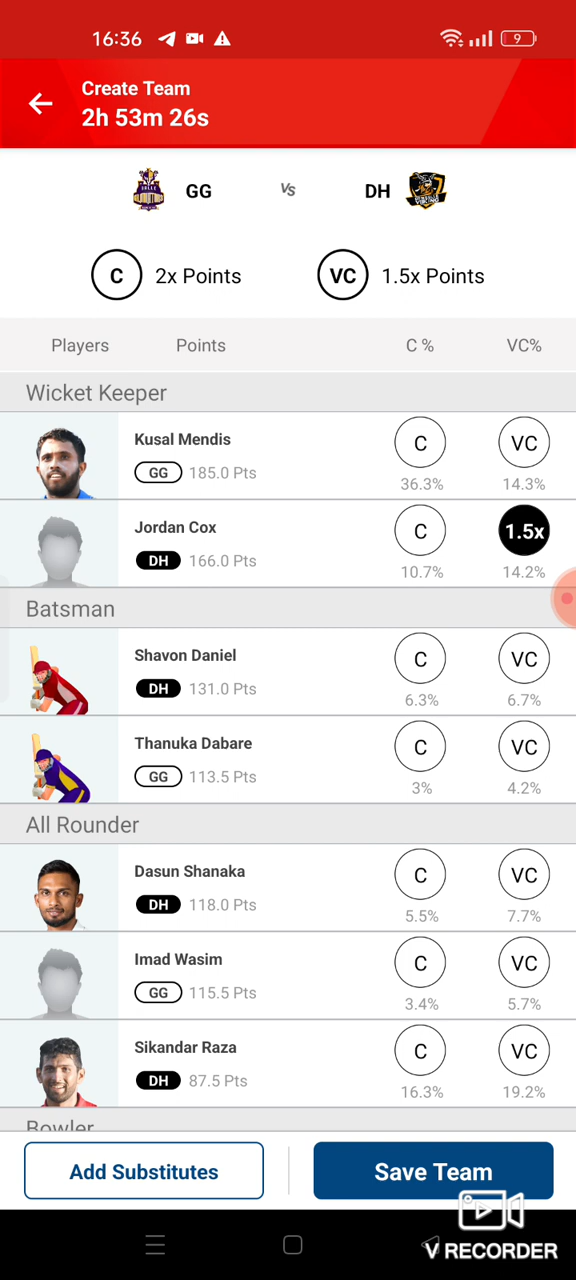 16:36
9
Create Team
2h 53m 26s
GG Vs DH
C 2x Points VC 1.5x Points
Players Points C % VC%
Wicket Keeper
Kusal Mendis
GG 185.0 Pts
C VC
36.3% 14.3%
Jordan Cox
DH 166.0 Pts
C 1.5x
10.7% 14.2%
Batsman
Shavon Daniel
DH 131.0 Pts
C VC
6.3% 6.7%
Thanuka Dabare
GG 113.5 Pts
C VC
3% 4.2%
All Rounder
Dasun Shanaka
DH 118.0 Pts
C VC
5.5% 7.7%
Imad Wasim
GG 115.5 Pts
C VC
3.4% 5.7%
Sikandar Raza
DH 87.5 Pts
C VC
16.3% 19.2%
Bowler
Add Substitutes Save Team
V RECORDER